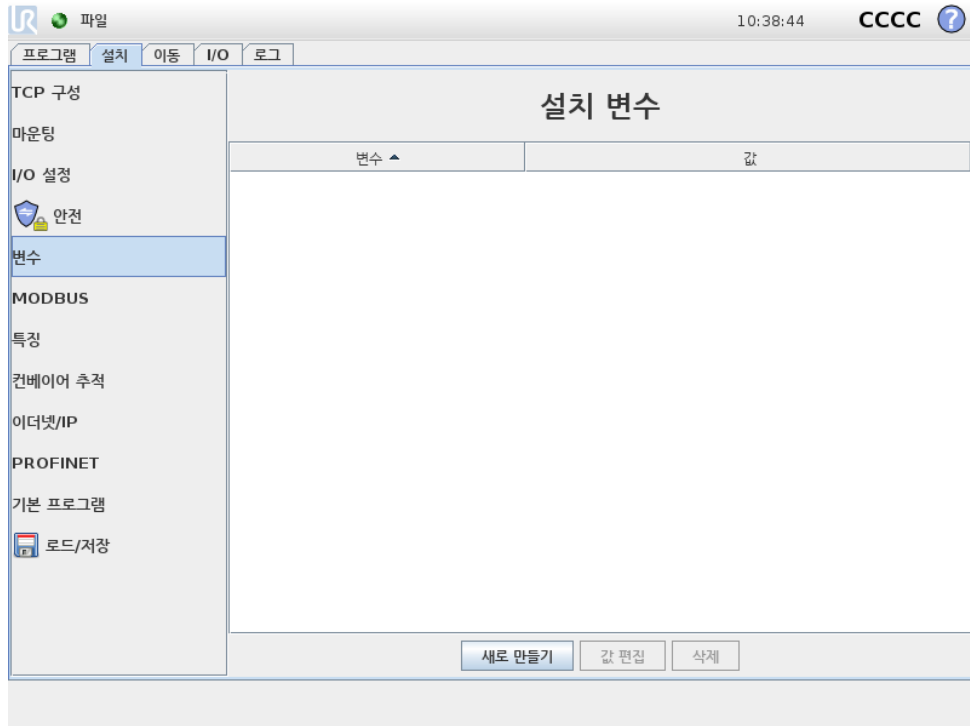 UR 파일 10:38:44 CCCC ?
프로그램 설치 이동 I/O 로그
TCP 구성
마운팅
I/O 설정
안전
변수
MODBUS
특징
컨베이어 추적
이더넷/IP
PROFINET
기본 프로그램
로드/저장
설치 변수
변수 값
새로 만들기 값 편집 삭제